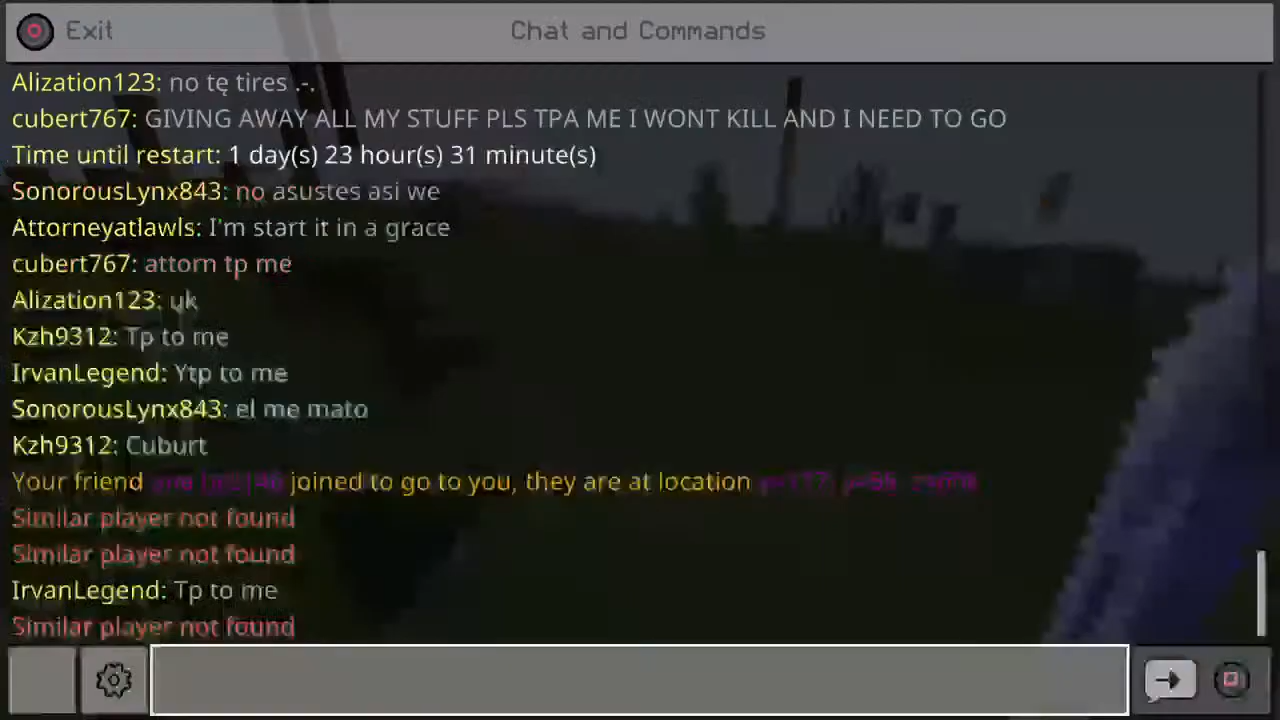 Exit
Chat and Commands
Alization123: no tę tires .-.
cubert767: GIVING AWAY ALL MY STUFF PLS TPA ME I WONT KILL AND I NEED TO GO
Time until restart: 1 day(s) 23 hour(s) 31 minute(s)
SonorousLynx843: no asustes asi we
Attorneyatlawls: I'm start it in a grace
cubert767: attorn tp me
Alization123: ųk
Kzh9312: Tp to me
IrvanLegend: Ytp to me
SonorousLynx843: el me mato
Kzh9312: Cuburt
Your friend joined to go to you, they are at location
Similar player not found
Similar player not found
IrvanLegend: Tp to me
Similar player not found